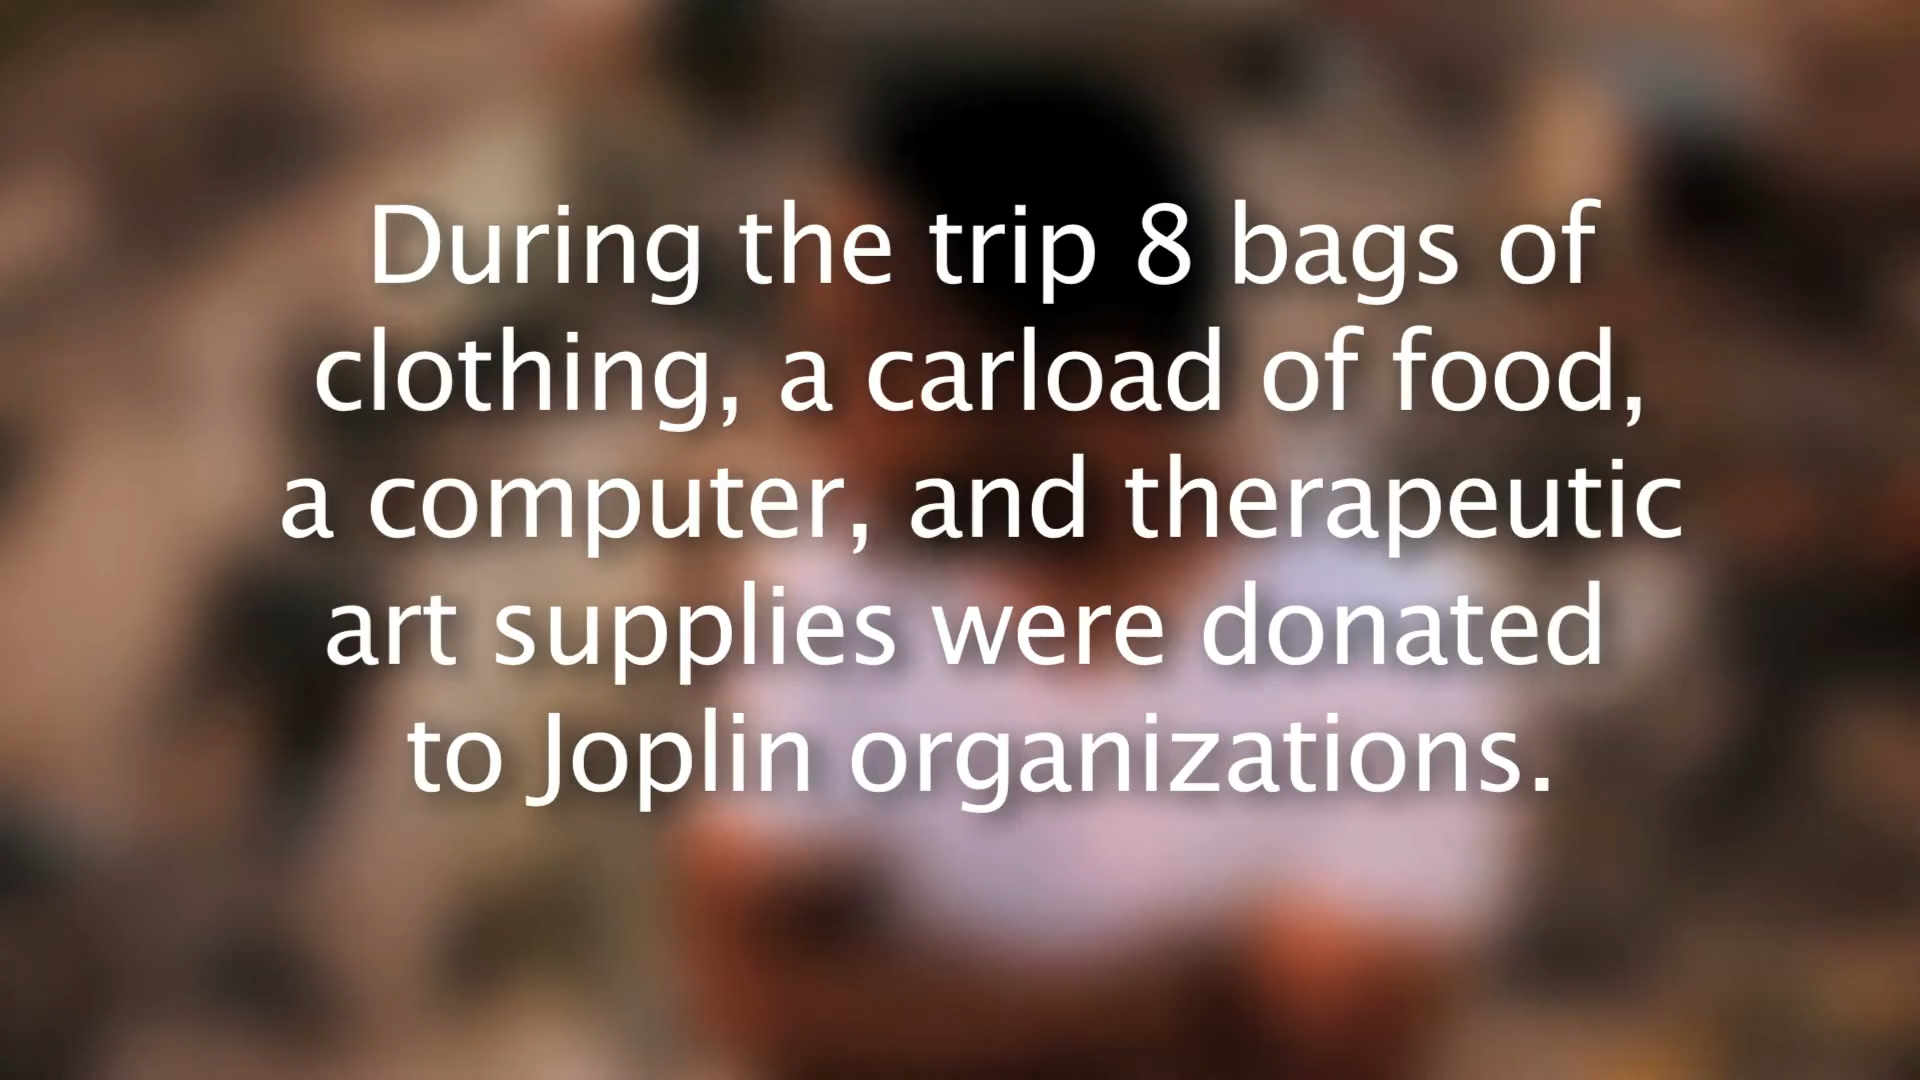 During the trip 8 bags of
clothing, a carload of food,
a computer, and therapeutic
art supplies were donated
to Joplin organizations.